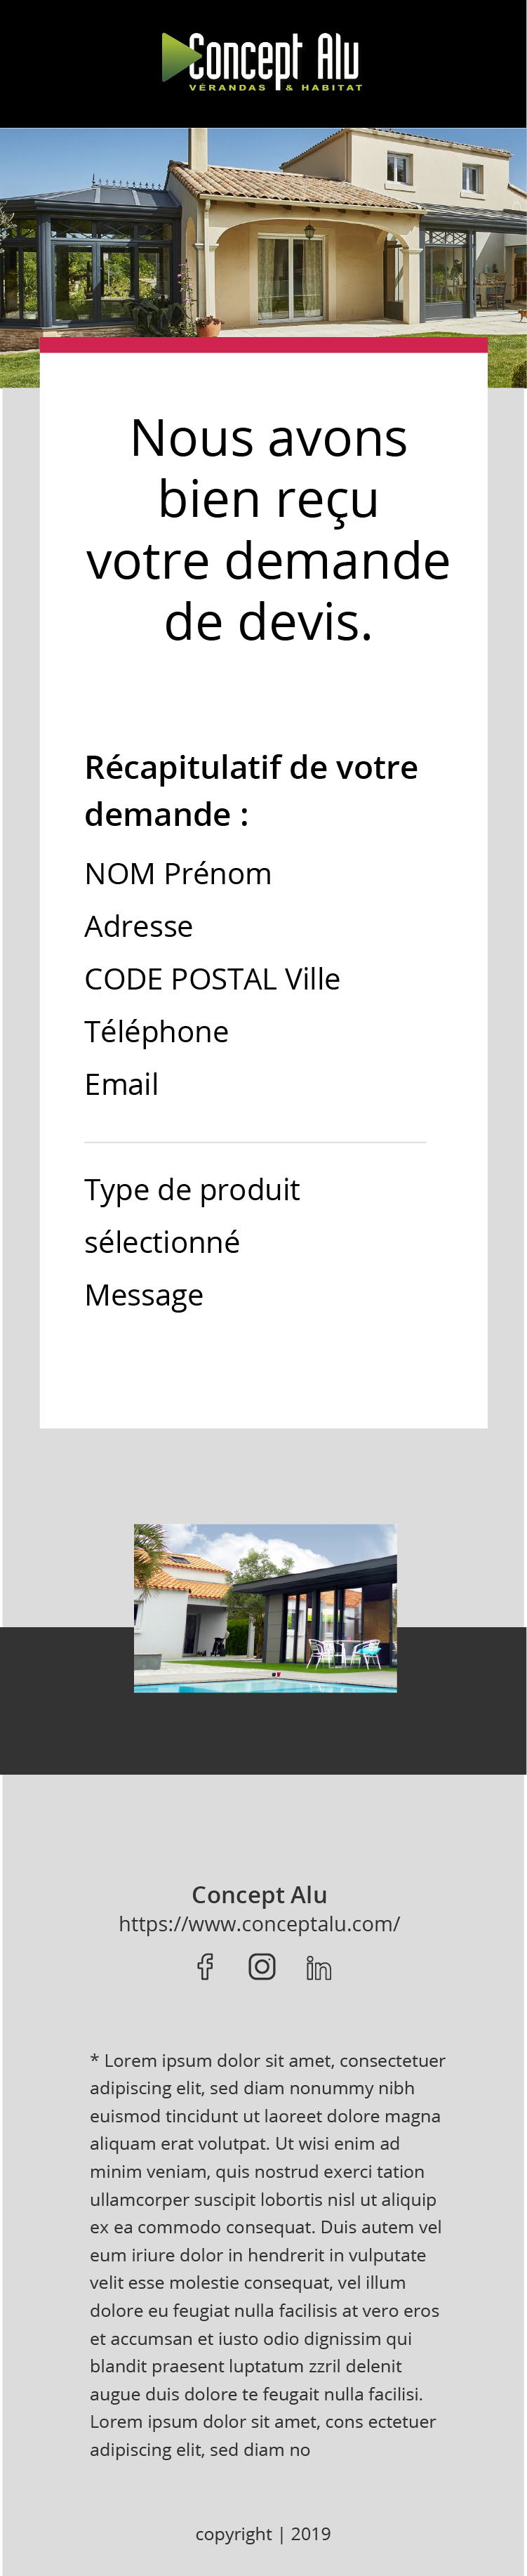 Concept Alu
VÉRANDAS & HABITAT
Nous avons
bien reçu
votre demande
de devis.
Récapitulatif de votre
demande :
NOM Prénom
Adresse
CODE POSTAL Ville
Téléphone
Email
Type de produit
sélectionné
Message
Concept Alu
https://www.conceptalu.com/
* Lorem ipsum dolor sit amet, consectetuer
adipiscing elit, sed diam nonummy nibh
euismod tincidunt ut laoreet dolore magna
aliquam erat volutpat. Ut wisi enim ad
minim veniam, quis nostrud exerci tation
ullamcorper suscipit lobortis nisl ut aliquip
ex ea commodo consequat. Duis autem vel
eum iriure dolor in hendrerit in vulputate
velit esse molestie consequat, vel illum
dolore eu feugiat nulla facilisis at vero eros
et accumsan et iusto odio dignissim qui
blandit praesent luptatum zzril delenit
augue duis dolore te feugait nulla facilisi.
Lorem ipsum dolor sit amet, cons ectetuer
adipiscing elit, sed diam no
copyright | 2019